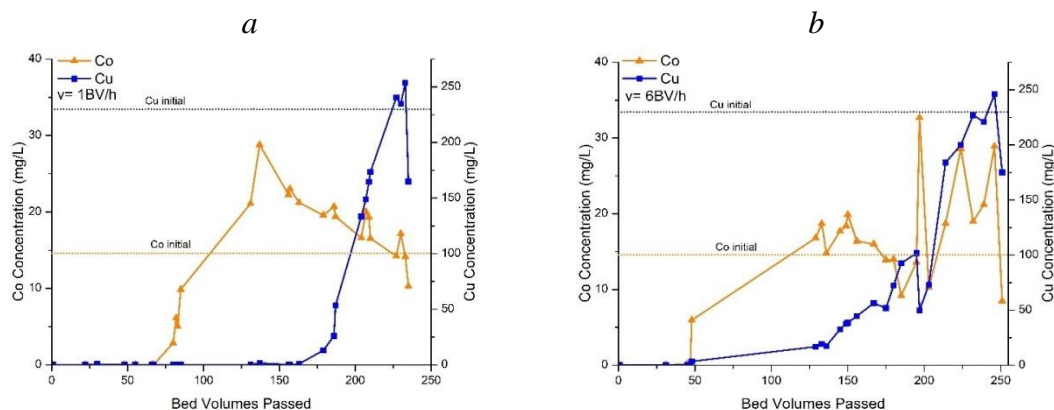 a
Co
Cu
v= 1BV/h
Cu initial
Co initial
Co Concentration (mg/L)
Cu Concentration (mg/L)
0
10
20
30
40
0
50
100
150
200
250
0
50
100
150
200
250
Bed Volumes Passed
b
Co
Cu
v= 6BV/h
Cu initial
Co initial
Co Concentration (mg/L)
Cu Concentration (mg/L)
0
10
20
30
40
0
50
100
150
200
250
0
50
100
150
200
250
Bed Volumes Passed